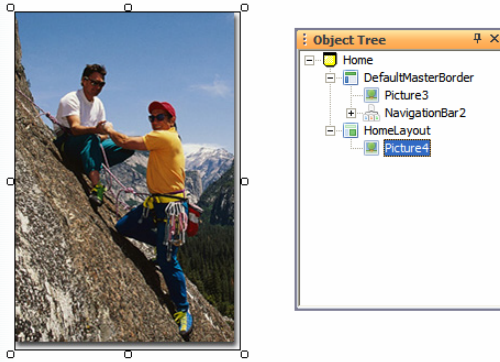 Object Tree
Home
DefaultMasterBorder
Picture3
NavigationBar2
HomeLayout
Picture4